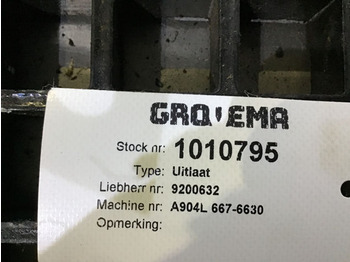 GRO'EMA
Stock nr: 1010795
Type: Uitlaat
Liebherr nr: 9200632
Machine nr: A904L 667-6630
Opmerking: